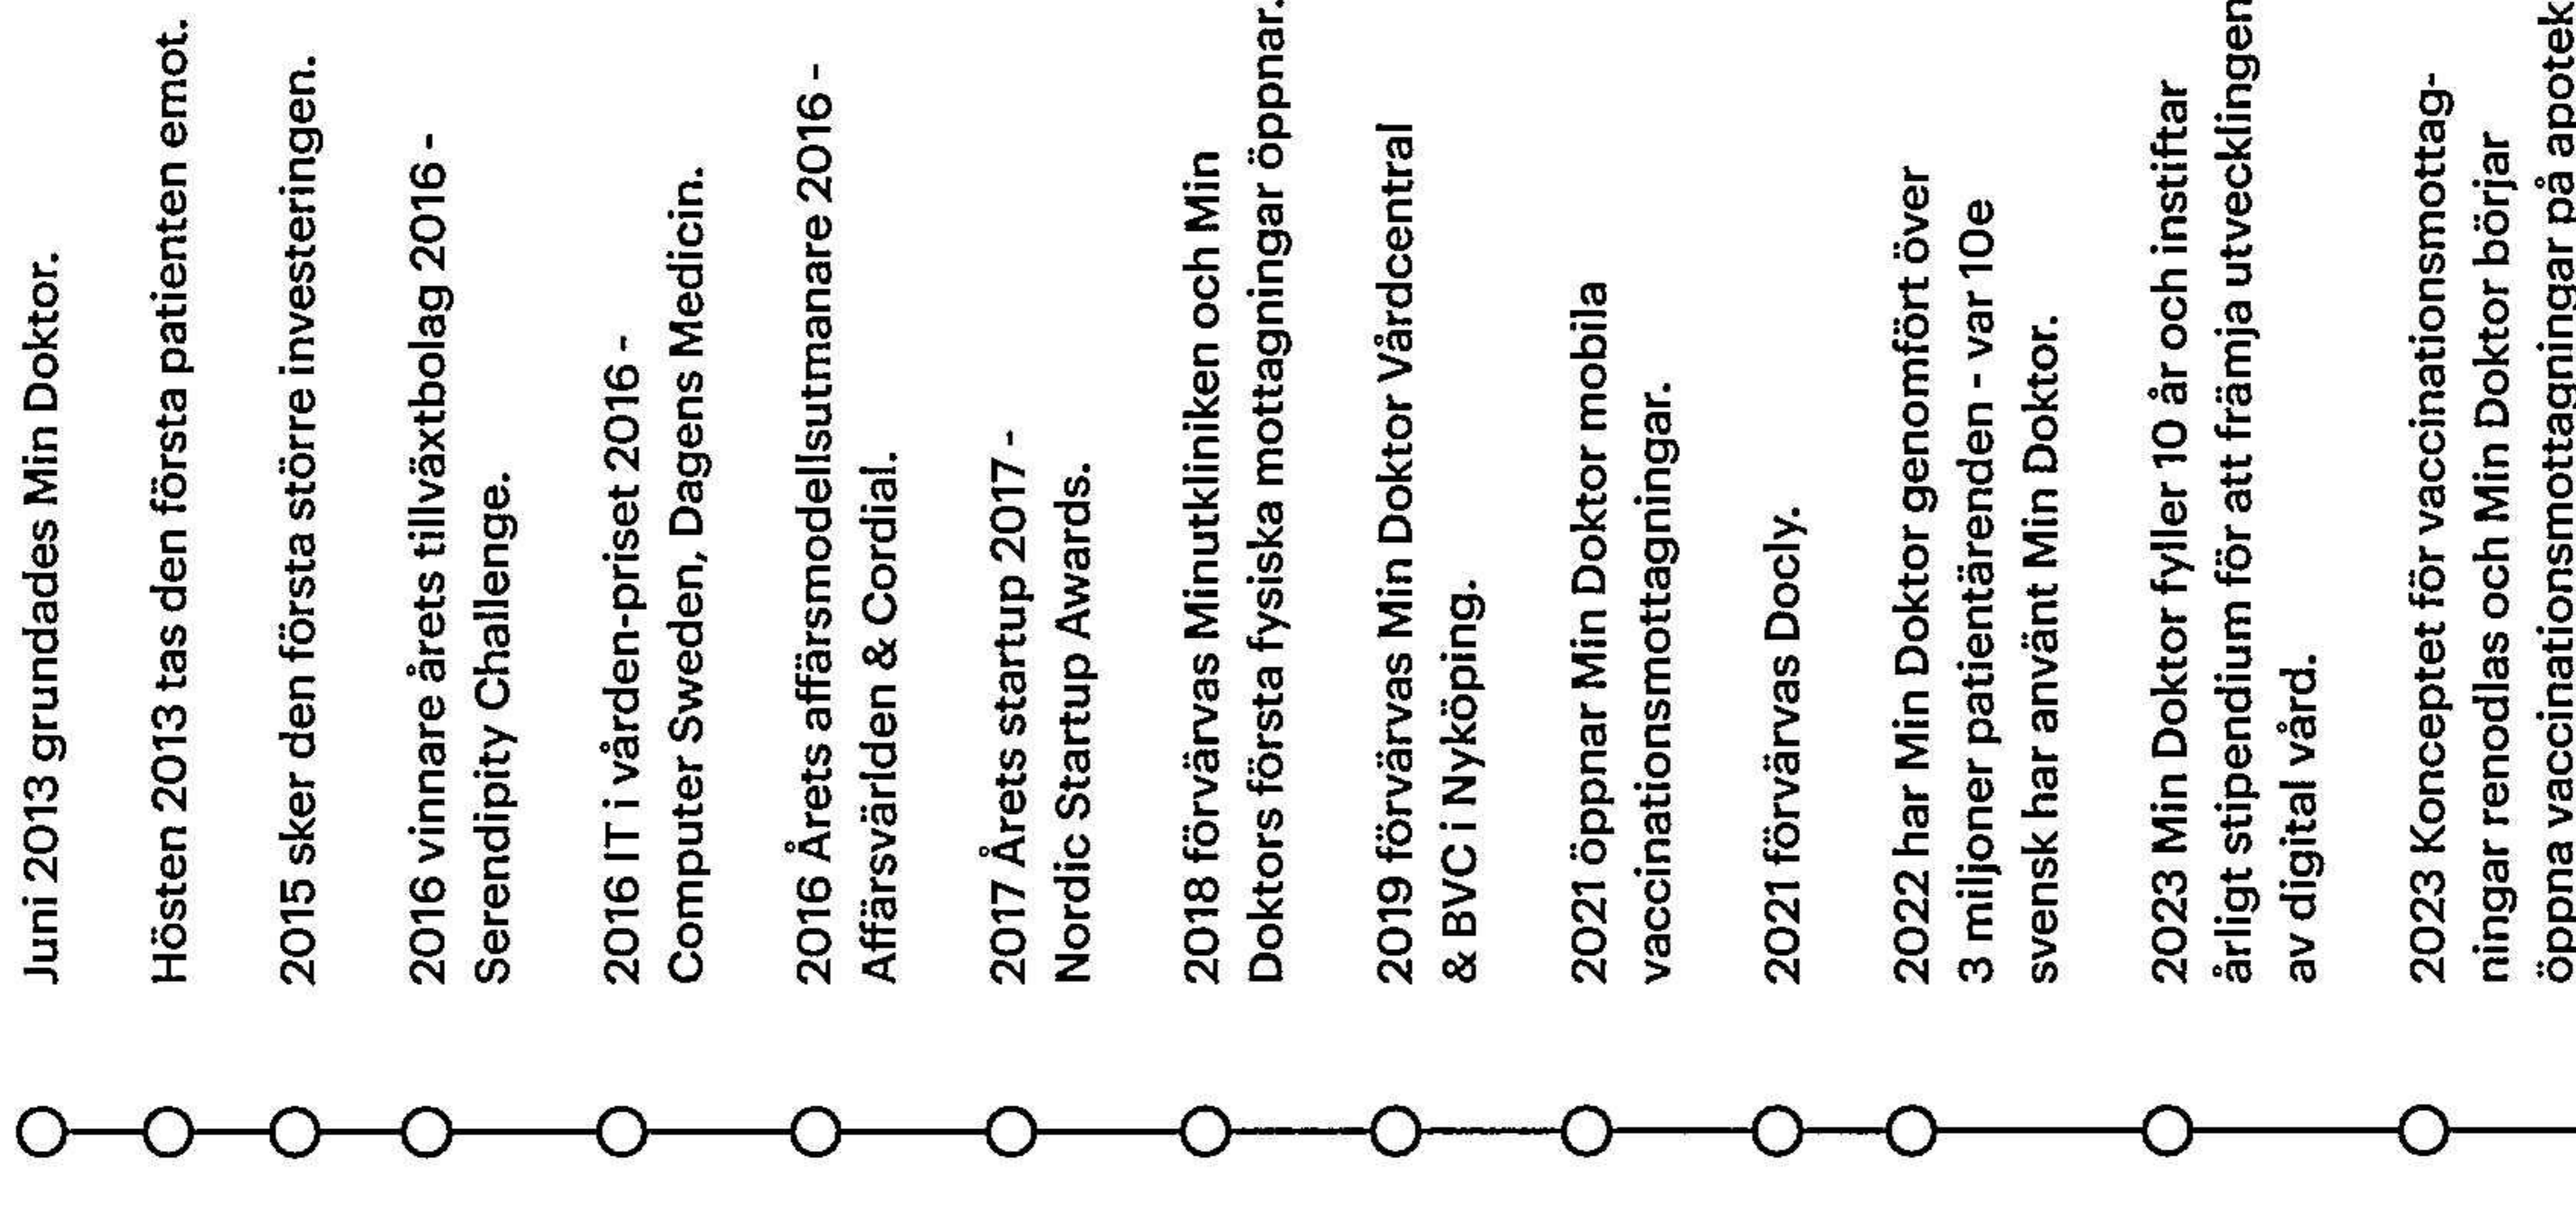 Juni 2013 grundades Min Doktor.
Hösten 2013 tas den första patienten emot.
2015 sker den första större investeringen.
2016 vinnare årets tillväxtbolag 2016 -
Serendipity Challenge.
2016 IT i vården-priset 2016 -
Computer Sweden, Dagens Medicin.
2016 Årets affärsmodellsutmanare 2016 -
Affärsvärlden & Cordial.
2017 Årets startup 2017 -
Nordic Startup Awards.
2018 förvärvas Minutkliniken och Min
Doktors första fysiska mottagningar öppnar.
2019 förvärvas Min Doktor Vårdcentral
& BVC i Nyköping.
2021 öppnar Min Doktor mobila
vaccinationsmottagningar.
2021 förvärvas Docly.
2022 har Min Doktor genomfört över
3 miljoner patientärenden - var 10e
svensk har använt Min Doktor.
2023 Min Doktor fyller 10 år och instiftar
årligt stipendium för att främja utvecklingen
av digital vård.
2023 Konceptet för vaccinationsmottag-
ningar renodlas och Min Doktor börjar
öppna vaccinationsmottagningar på apotek